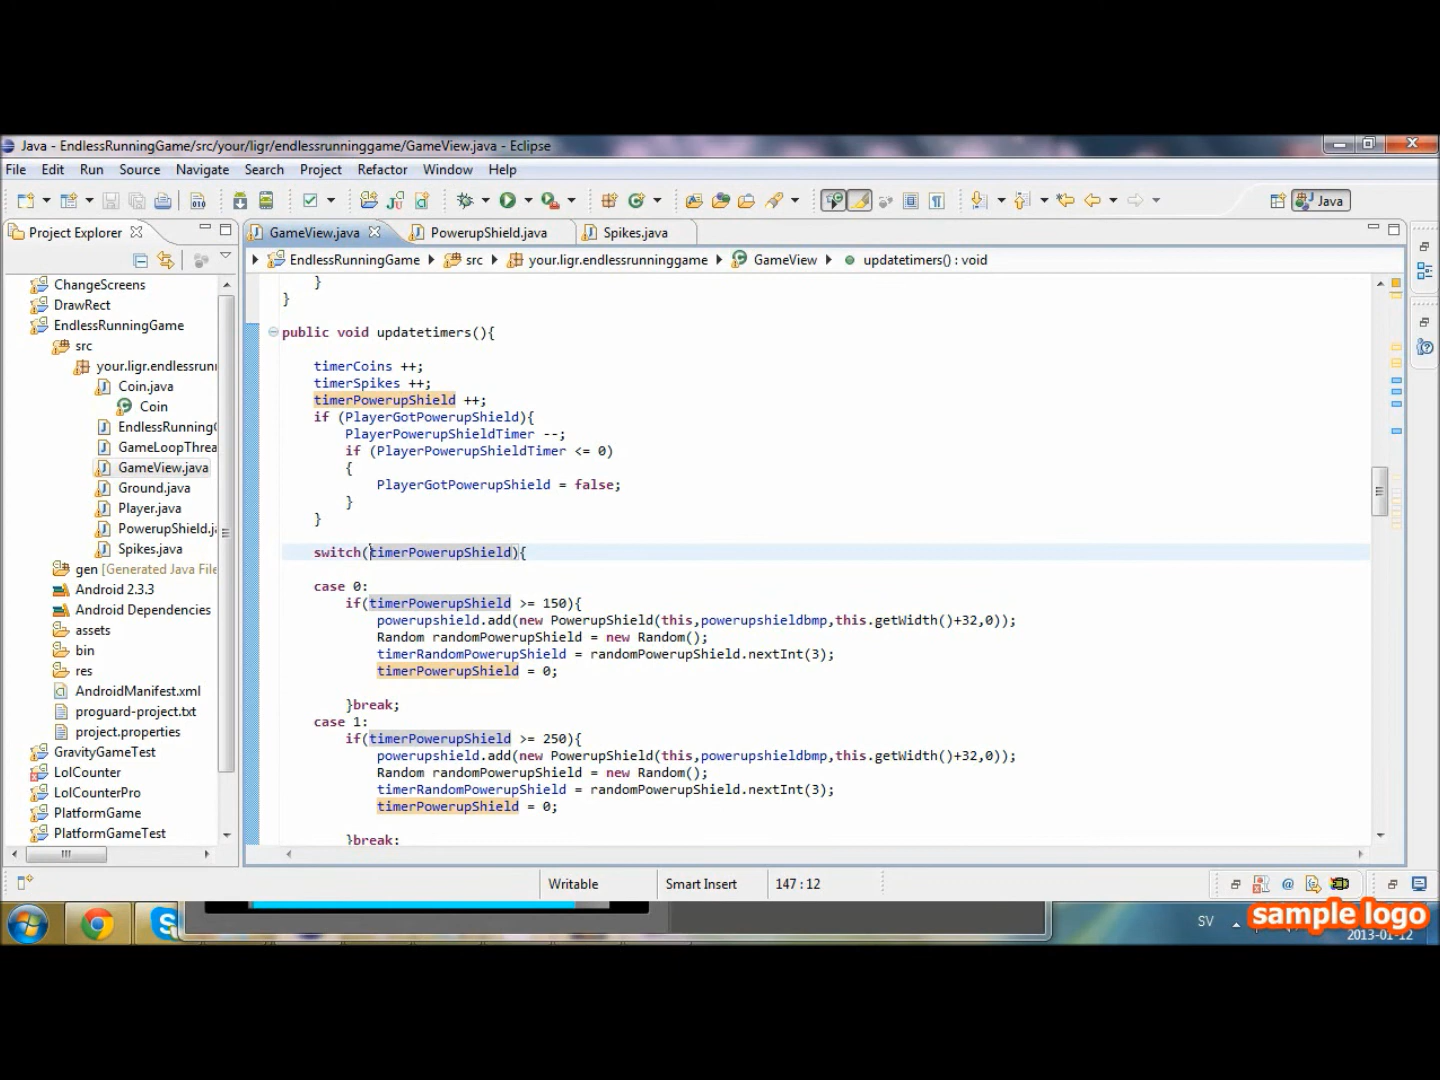 Java - EndlessRunningGame/src/your/ligr/endlessrunninggame/GameView.java - Eclipse
File Edit Run Source Navigate Search Project Refactor Window Help
Java
Project Explorer
GameView.java PowerupShield.java Spikes.java
EndlessRunningGame src your.ligr.endlessrunninggame GameView updatetimers() : void
ChangeScreens
DrawRect
EndlessRunningGame
src
your.ligr.endlessrunn
Coin.java
Coin
EndlessRunningG
GameLoopThrea
GameView.java
Ground.java
Player.java
PowerupShield.ja
Spikes.java
gen [Generated Java File
Android 2.3.3
Android Dependencies
assets
bin
res
AndroidManifest.xml
proguard-project.txt
project.properties
GravityGameTest
LolCounter
LolCounterPro
PlatformGame
PlatformGameTest
}
}
public void updatetimers(){
timerCoins ++;
timerSpikes ++;
timerPowerupShield ++;
if (PlayerGotPowerupShield){
PlayerPowerupShieldTimer --;
if (PlayerPowerupShieldTimer <= 0)
{
PlayerGotPowerupShield = false;
}
}
switch(timerPowerupShield){
case 0:
if(timerPowerupShield >= 150){
powerupshield.add(new PowerupShield(this,powerupshieldbmp,this.getWidth()+32,0));
Random randomPowerupShield = new Random();
timerRandomPowerupShield = randomPowerupShield.nextInt(3);
timerPowerupShield = 0;
}break;
case 1:
if(timerPowerupShield >= 250){
powerupshield.add(new PowerupShield(this,powerupshieldbmp,this.getWidth()+32,0));
Random randomPowerupShield = new Random();
timerRandomPowerupShield = randomPowerupShield.nextInt(3);
timerPowerupShield = 0;
}break;
Writable Smart Insert 147 : 12
SV
sample logo
2013-01-12